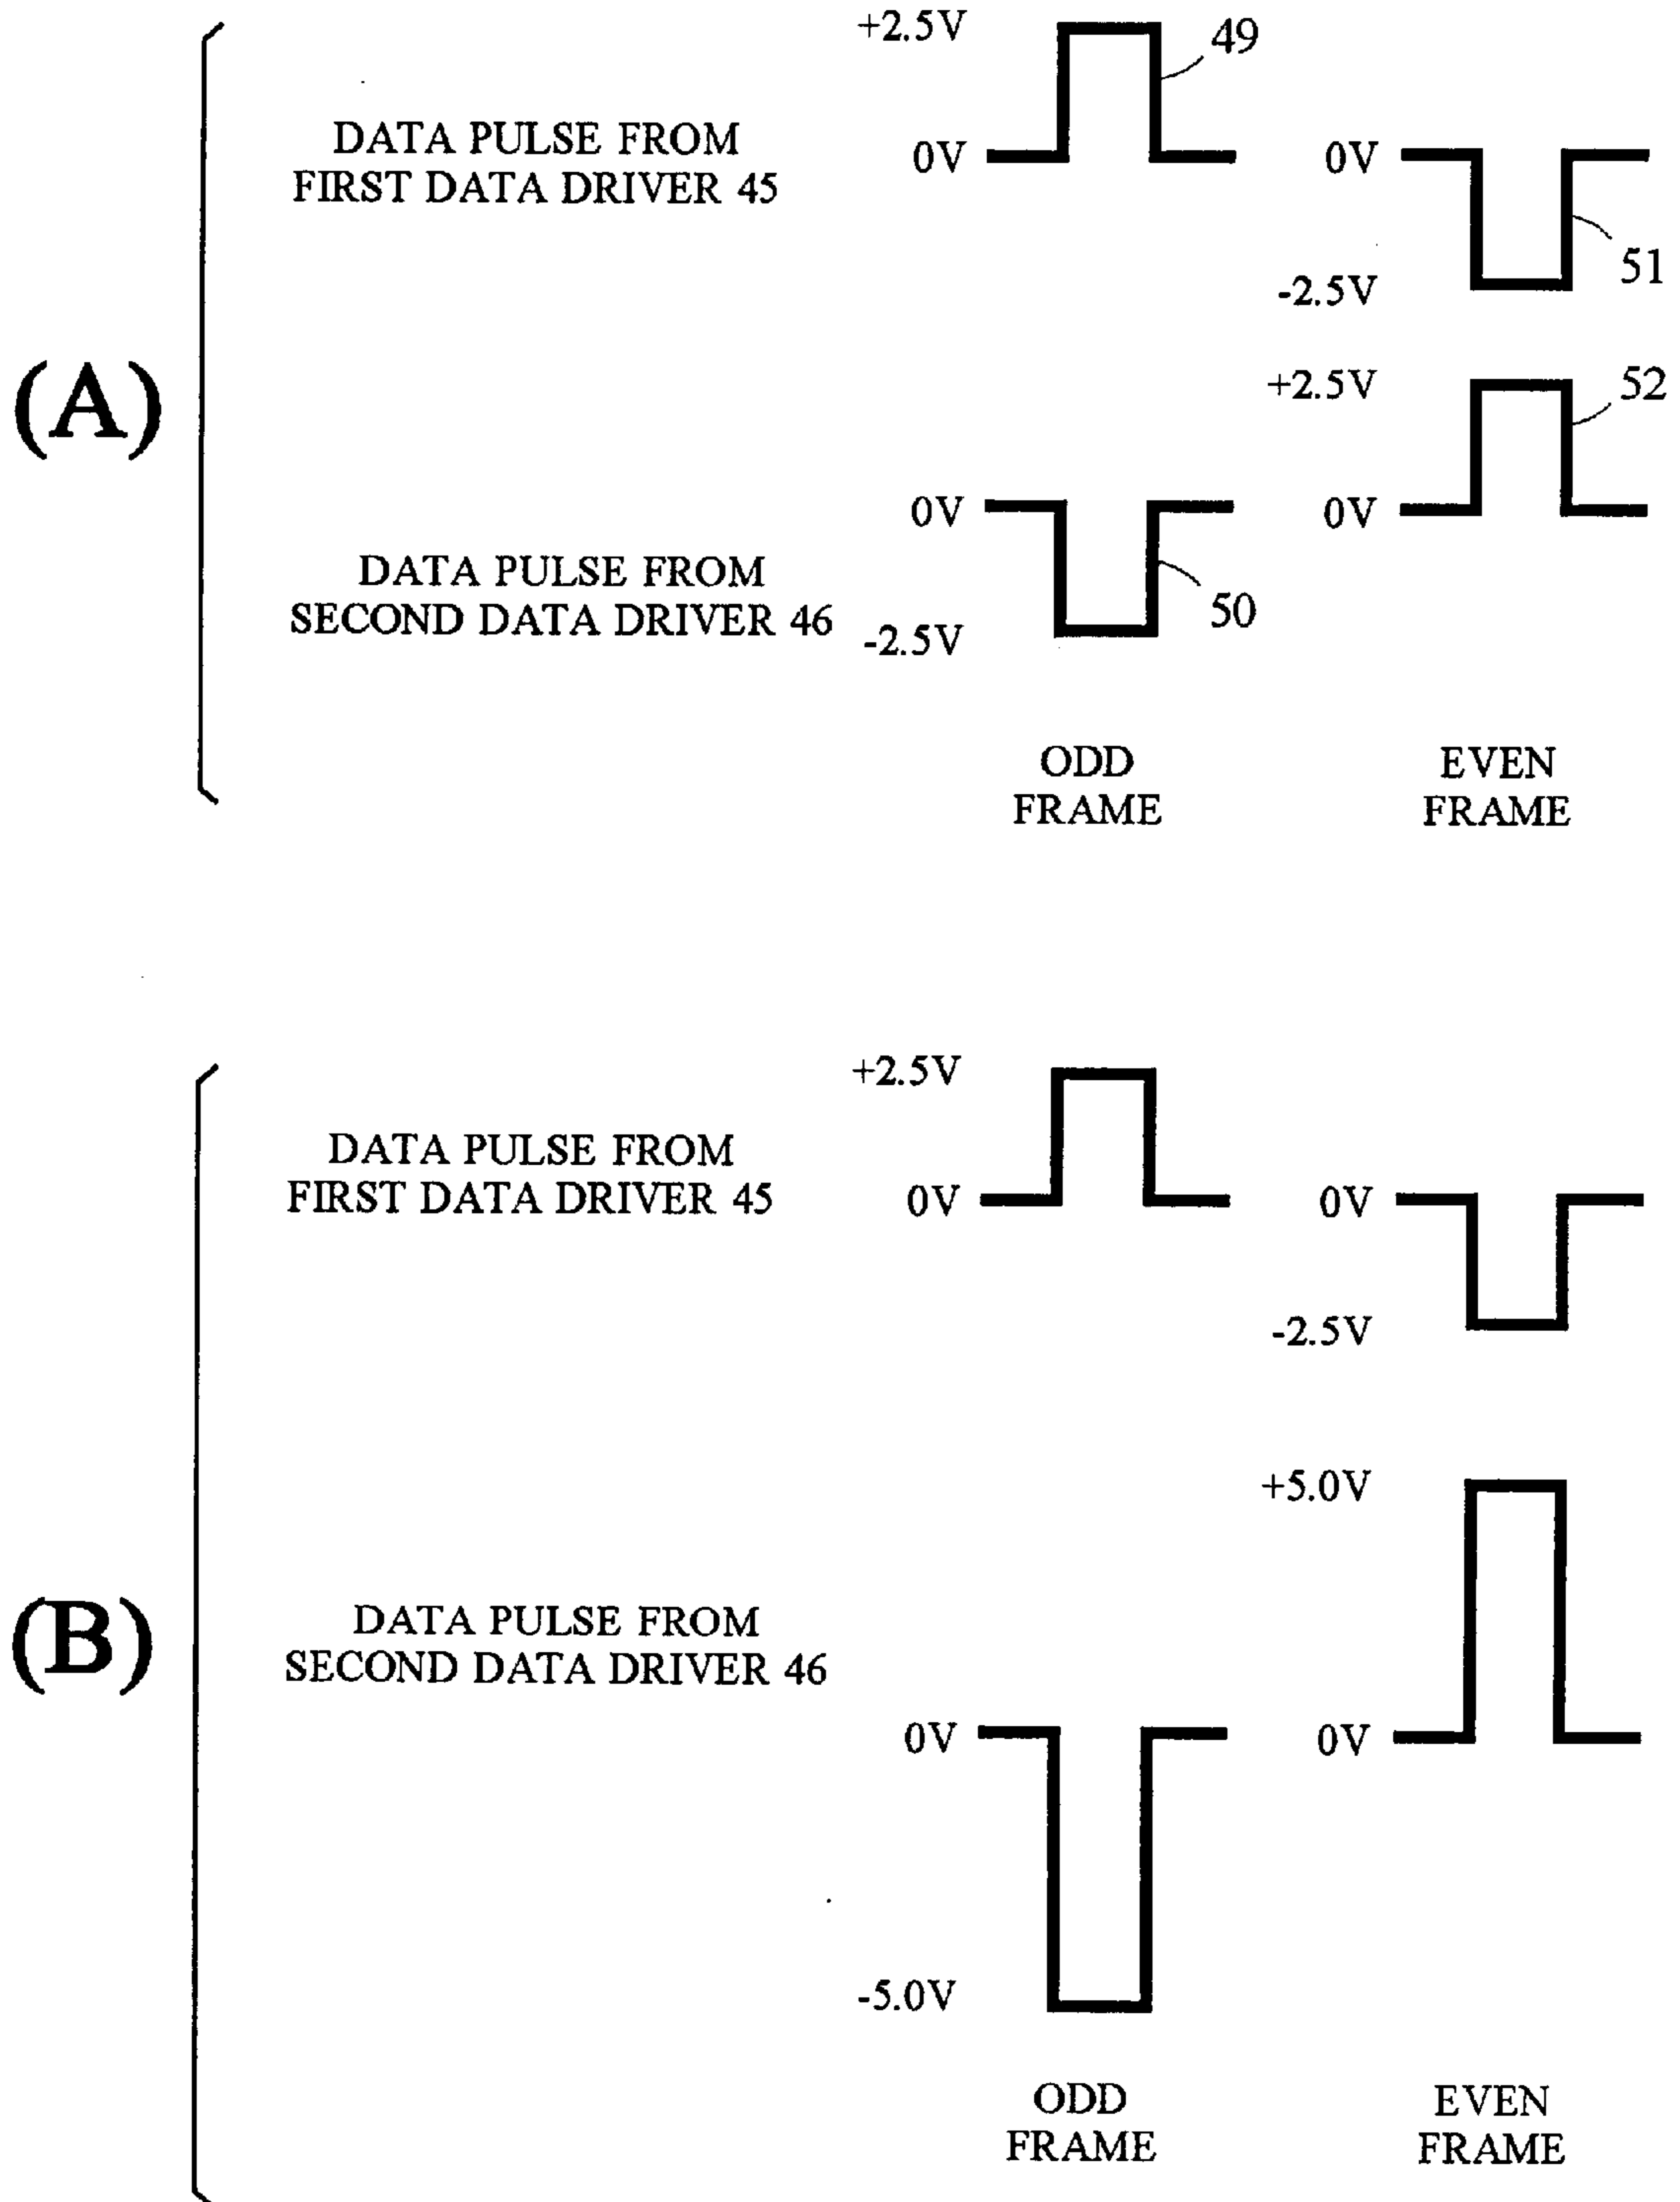 (A)
+2.5V
49
DATA PULSE FROM
FIRST DATA DRIVER 45
0V
0V
51
-2.5V
+2.5V
52
0V
0V
DATA PULSE FROM
SECOND DATA DRIVER 46
50
-2.5V
ODD
FRAME
EVEN
FRAME
(B)
+2.5V
DATA PULSE FROM
FIRST DATA DRIVER 45
0V
0V
-2.5V
+5.0V
DATA PULSE FROM
SECOND DATA DRIVER 46
0V
0V
-5.0V
ODD
FRAME
EVEN
FRAME